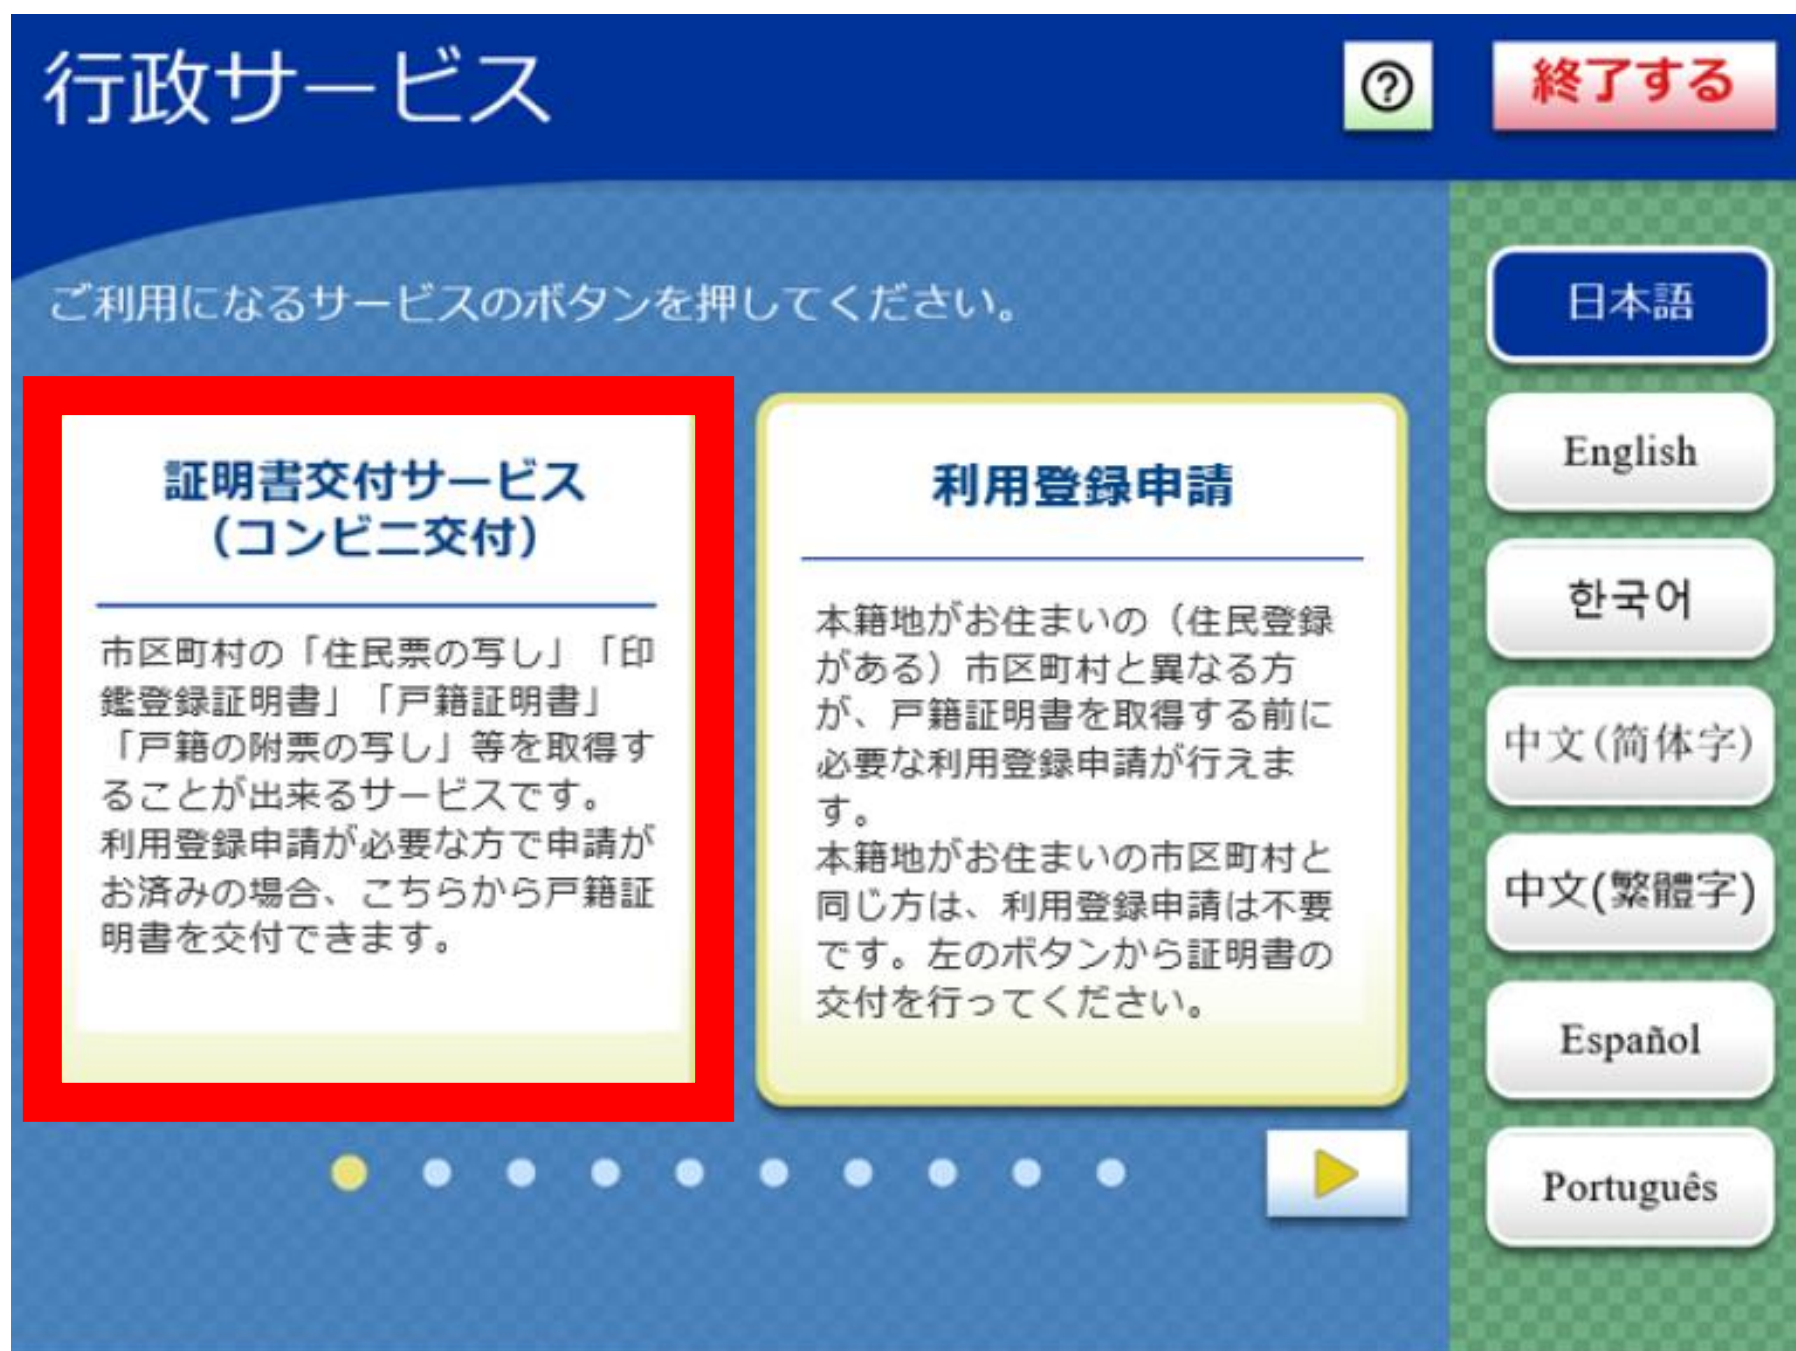 行政サービス
?
終了する
ご利用になるサービスのボタンを押してください。
証明書交付サービス
（コンビニ交付）
市区町村の「住民票の写し」「印
鑑登録証明書」「戸籍証明書」
「戸籍の附票の写し」等を取得す
ることが出来るサービスです。
利用登録申請が必要な方で申請が
お済みの場合、こちらから戸籍証
明書を交付できます。
利用登録申請
本籍地がお住まいの（住民登録
がある）市区町村と異なる方
が、戸籍証明書を取得する前に
必要な利用登録申請が行えま
す。
本籍地がお住まいの市区町村と
同じ方は、利用登録申請は不要
です。左のボタンから証明書の
交付を行ってください。
日本語
English
한국어
中文(简体字)
中文(繁體字)
Español
Português